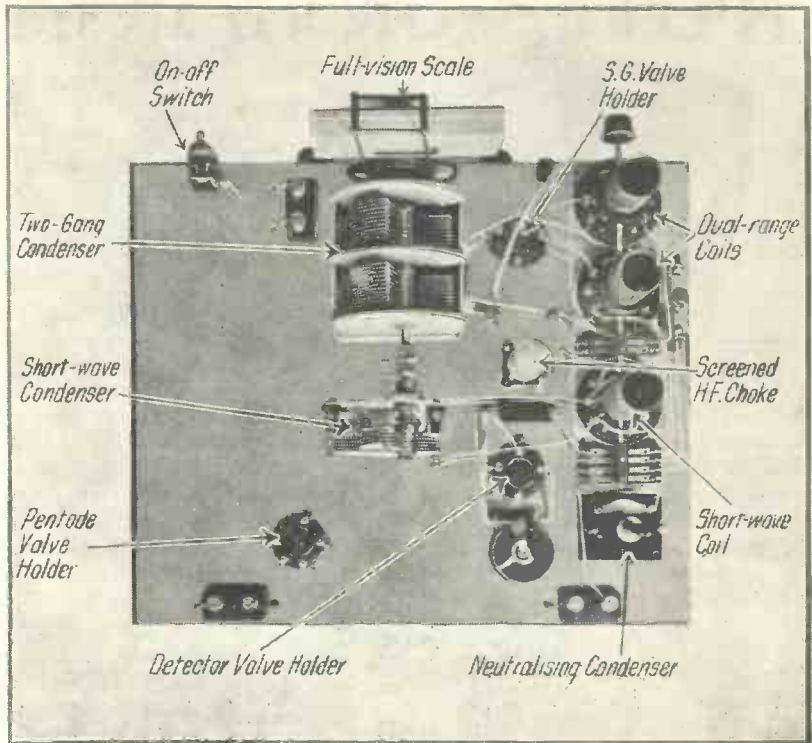 On-off
Switch
Full-vision Scale
S.G. Valve
Holder
Two-Gang
Condenser
Dual-range
Coils
Short-wave
Condenser
Screened
H.F. Choke
Pentode
Valve
Holder
Short-wave
Coil
Detector Valve Holder
Neutralising Condenser